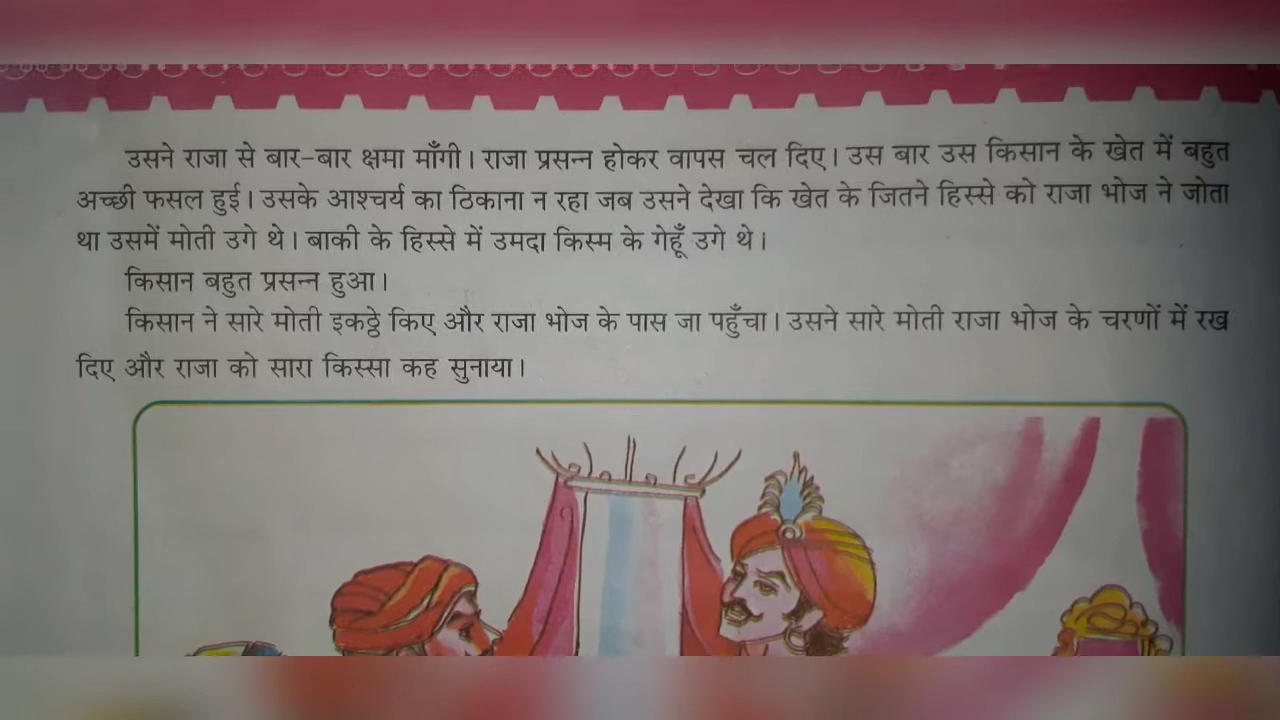 उसने राजा से बार-बार क्षमा माँगी। राजा प्रसन्न होकर वापस चल दिए। उस बार उस किसान के खेत में बहुत
अच्छी फसल हुई। उसके आश्चर्य का ठिकाना न रहा जब उसने देखा कि खेत के जितने हिस्से को राजा भोज ने जोता
था उसमें मोती उगे थे। बाकी के हिस्से में उमदा किस्म के गेहूँ उगे थे।
किसान बहुत प्रसन्न हुआ।
किसान ने सारे मोती इकठ्ठे किए और राजा भोज के पास जा पहुँचा। उसने सारे मोती राजा भोज के चरणों में रख
दिए और राजा को सारा किस्सा कह सुनाया।